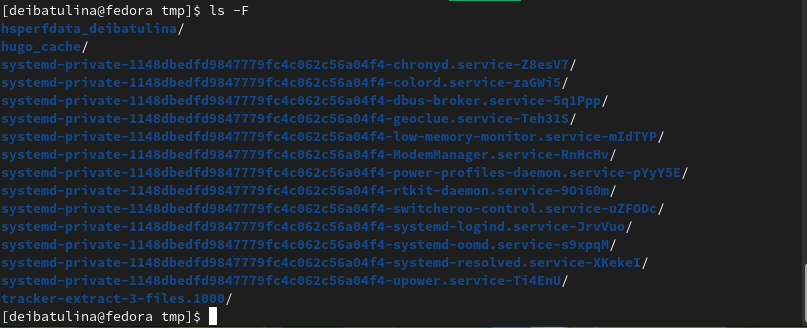 [deibatulina@fedora tmp]$ ls -F
hsperfdata_deibatulina/
hugo_cache/
systemd-private-1148dbedfd9847779fc4c062c56a04f4-chronyd.service-Z8esV7/
systemd-private-1148dbedfd9847779fc4c062c56a04f4-colord.service-zaGWi5/
systemd-private-1148dbedfd9847779fc4c062c56a04f4-dbus-broker.service-5q1Ppp/
systemd-private-1148dbedfd9847779fc4c062c56a04f4-geoclue.service-Teh31S/
systemd-private-1148dbedfd9847779fc4c062c56a04f4-low-memory-monitor.service-mIdTYP/
systemd-private-1148dbedfd9847779fc4c062c56a04f4-ModemManager.service-RnHcHv/
systemd-private-1148dbedfd9847779fc4c062c56a04f4-power-profiles-daemon.service-pYyY5E/
systemd-private-1148dbedfd9847779fc4c062c56a04f4-rtkit-daemon.service-9Oi60m/
systemd-private-1148dbedfd9847779fc4c062c56a04f4-switcheroo-control.service-uZFODc/
systemd-private-1148dbedfd9847779fc4c062c56a04f4-systemd-logind.service-JrvVuo/
systemd-private-1148dbedfd9847779fc4c062c56a04f4-systemd-oomd.service-s9xpqM/
systemd-private-1148dbedfd9847779fc4c062c56a04f4-systemd-resolved.service-XKekeI/
systemd-private-1148dbedfd9847779fc4c062c56a04f4-upower.service-Ti4EnU/
tracker-extract-3-files.1000/
[deibatulina@fedora tmp]$